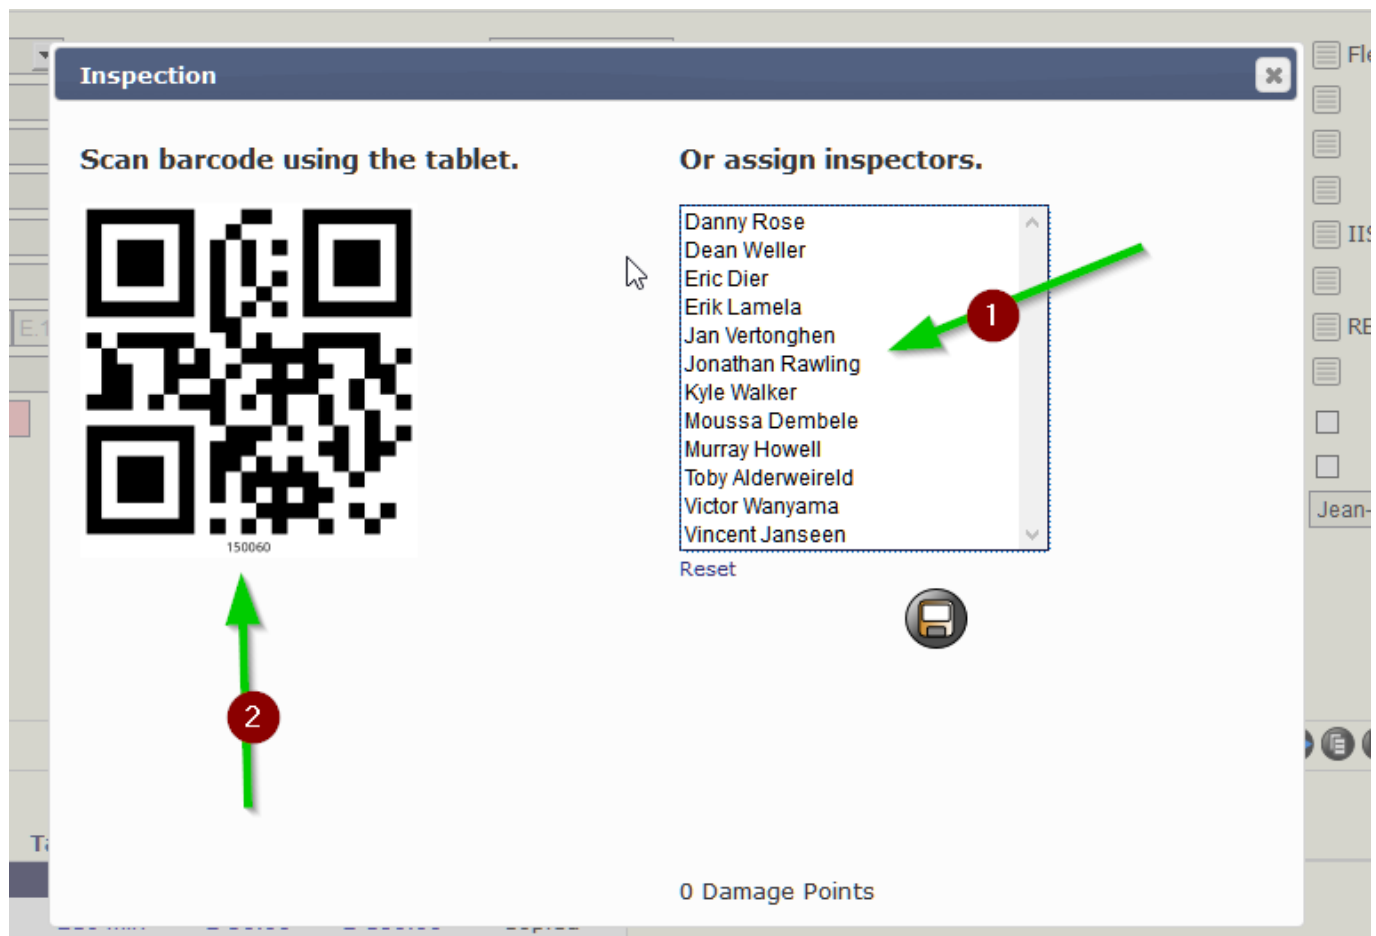 Inspection
Scan barcode using the tablet.
150060
2
Or assign inspectors.
Danny Rose
Dean Weller
Eric Dier
Erik Lamela
Jan Vertonghen
Jonathan Rawling
Kyle Walker
Moussa Dembele
Murray Howell
Toby Alderweireld
Victor Wanyama
Vincent Janseen
1
Reset
0 Damage Points
Jean-